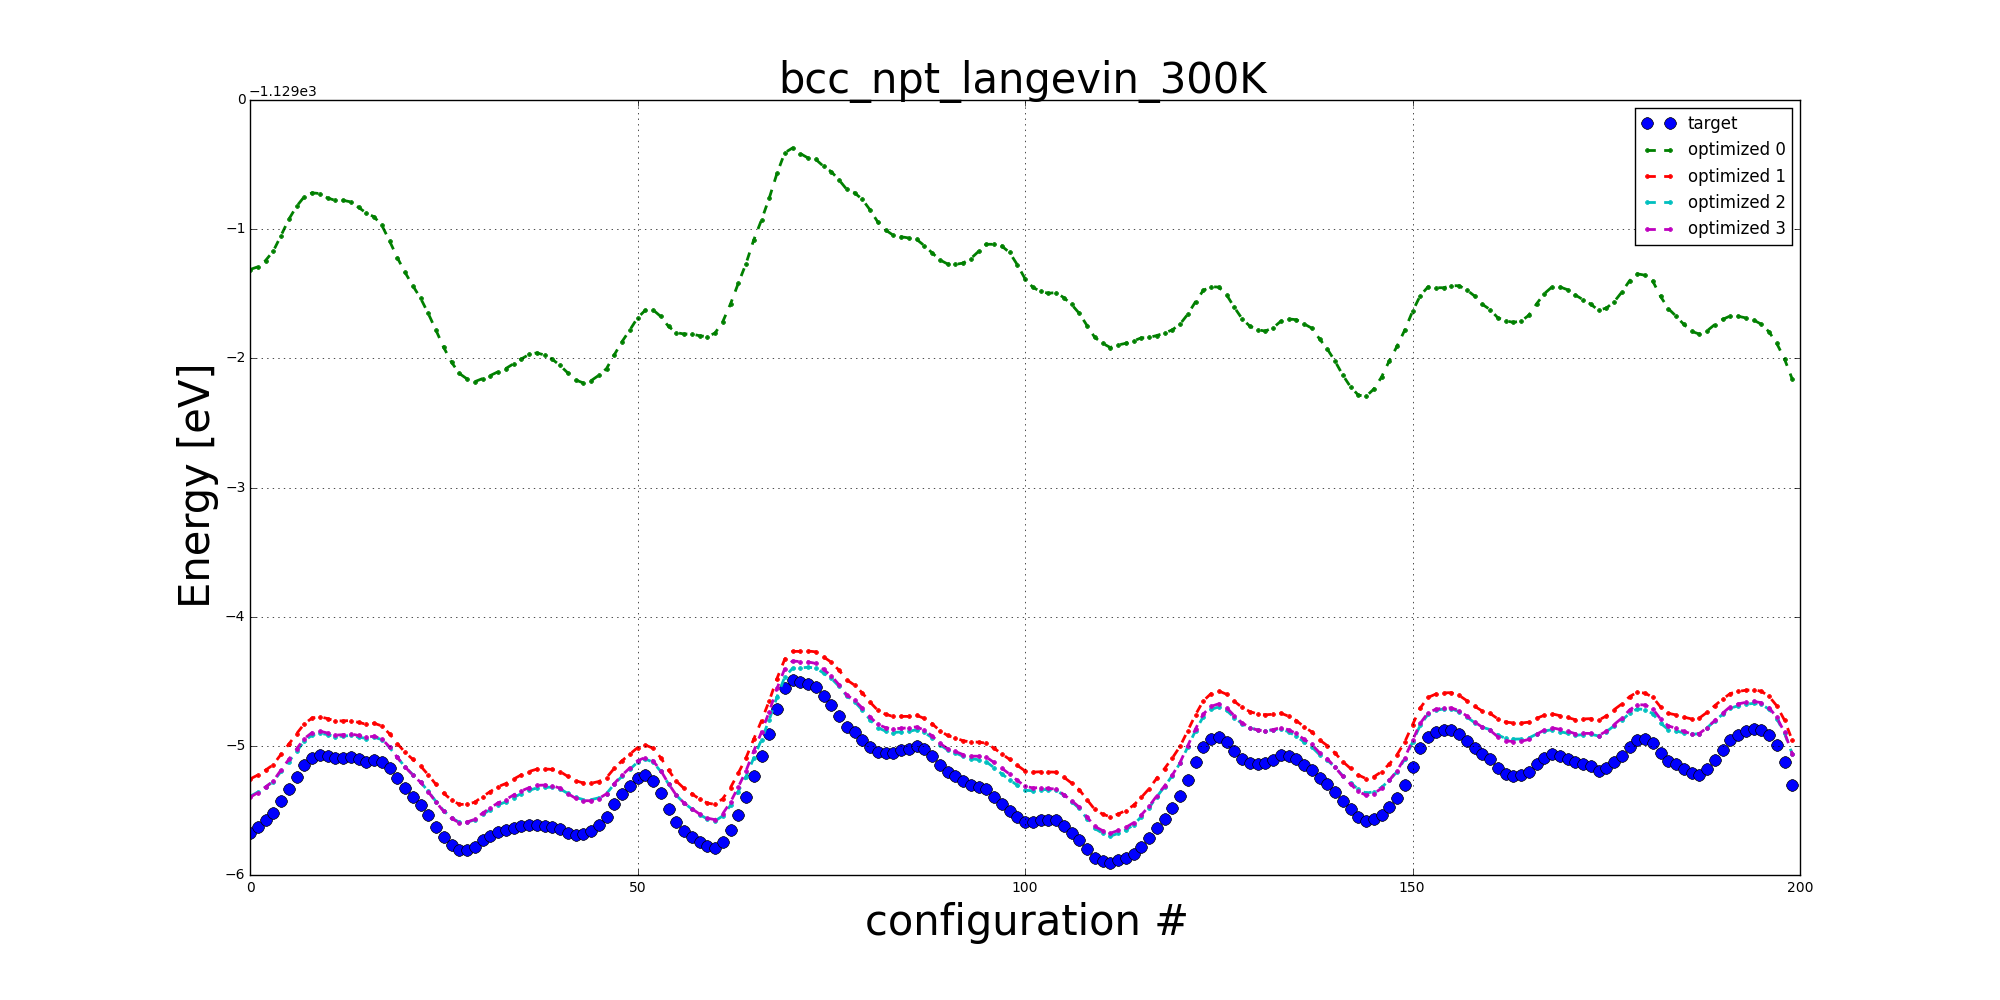 bcc_npt_langevin_300K
−1.129e3
0
−1
−2
−3
−4
−5
−6
Energy [eV]
target
optimized 0
optimized 1
optimized 2
optimized 3
0 50 100 150 200
configuration #